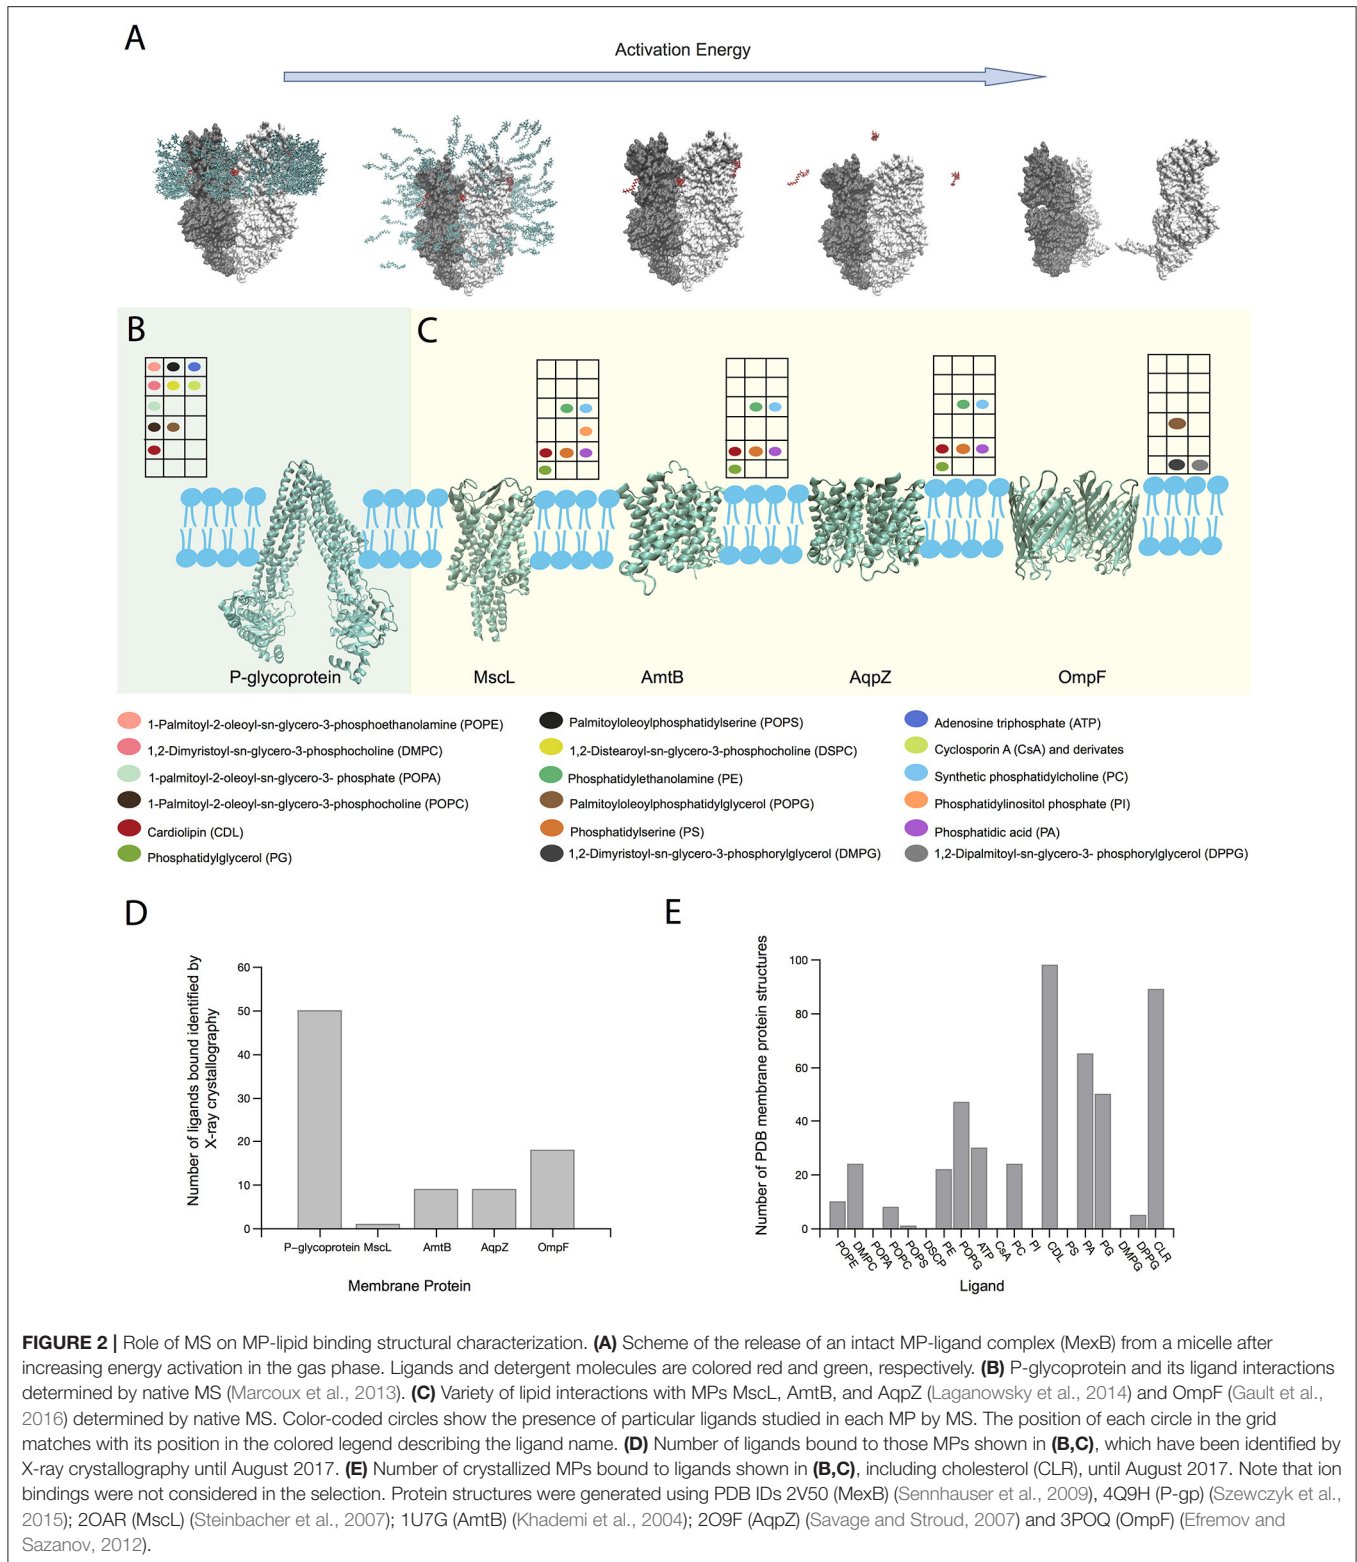 A
Activation Energy
B
C
P-glycoprotein
MscL
AmtB
AqpZ
OmpF
1-Palmitoyl-2-oleoyl-sn-glycero-3-phosphoethanolamine (POPE)
Palmitoyloleoylphosphatidylserine (POPS)
Adenosine triphosphate (ATP)
1,2-Dimyristoyl-sn-glycero-3-phosphocholine (DMPC)
1,2-Distearoyl-sn-glycero-3-phosphocholine (DSPC)
Cyclosporin A (CsA) and derivates
1-palmitoyl-2-oleoyl-sn-glycero-3- phosphate (POPA)
Phosphatidylethanolamine (PE)
Synthetic phosphatidylcholine (PC)
1-Palmitoyl-2-oleoyl-sn-glycero-3-phosphocholine (POPC)
Palmitoyloleoylphosphatidylglycerol (POPG)
Phosphatidylinositol phosphate (PI)
Cardiolipin (CDL)
Phosphatidylserine (PS)
Phosphatidic acid (PA)
Phosphatidylglycerol (PG)
1,2-Dimyristoyl-sn-glycero-3-phosphorylglycerol (DMPG)
1,2-Dipalmitoyl-sn-glycero-3- phosphorylglycerol (DPPG)
D
Number of ligands bound identified by
X-ray crystallography
60
50
40
30
20
10
0
P-glycoprotein MscL AmtB AqpZ OmpF
Membrane Protein
E
Number of PDB membrane protein structures
100
80
60
40
20
0
POPE DMPC POPA POPC POPS DSCP PE POPG ATP CsA PC PI CDL PS PA PG DMPG DPPG CLR
Ligand
FIGURE 2 | Role of MS on MP-lipid binding structural characterization. (A) Scheme of the release of an intact MP-ligand complex (MexB) from a micelle after
increasing energy activation in the gas phase. Ligands and detergent molecules are colored red and green, respectively. (B) P-glycoprotein and its ligand interactions
determined by native MS (Marcoux et al., 2013). (C) Variety of lipid interactions with MPs MscL, AmtB, and AqpZ (Laganowsky et al., 2014) and OmpF (Gault et al.,
2016) determined by native MS. Color-coded circles show the presence of particular ligands studied in each MP by MS. The position of each circle in the grid
matches with its position in the colored legend describing the ligand name. (D) Number of ligands bound to those MPs shown in (B,C), which have been identified by
X-ray crystallography until August 2017. (E) Number of crystallized MPs bound to ligands shown in (B,C), including cholesterol (CLR), until August 2017. Note that ion
bindings were not considered in the selection. Protein structures were generated using PDB IDs 2V50 (MexB) (Sennhauser et al., 2009), 4Q9H (P-gp) (Szewczyk et al.,
2015); 2OAR (MscL) (Steinbacher et al., 2007); 1U7G (AmtB) (Khademi et al., 2004); 2O9F (AqpZ) (Savage and Stroud, 2007) and 3POQ (OmpF) (Efremov and
Sazanov, 2012).